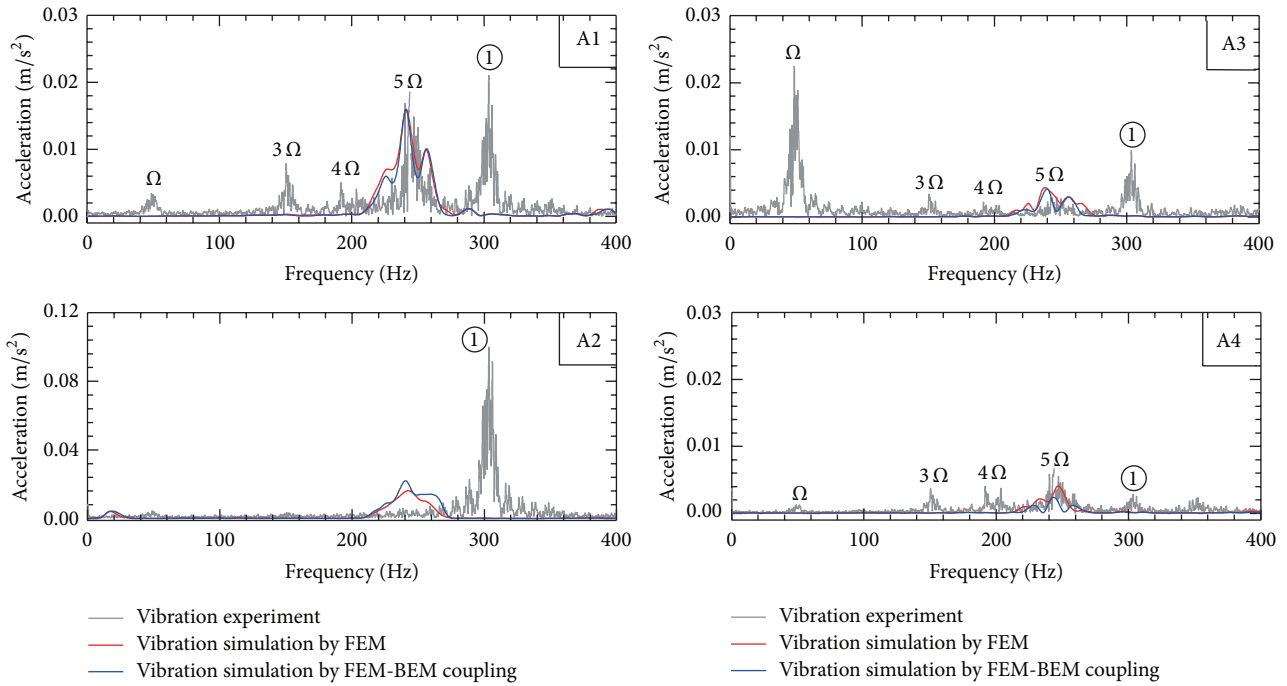 0.03
0.02
0.01
0.00
Acceleration (m/s²)
A1
Ω
3 Ω
4 Ω
5 Ω
1
0
100
200
300
400
Frequency (Hz)
0.03
0.02
0.01
0.00
Acceleration (m/s²)
A3
Ω
3 Ω
4 Ω
5 Ω
1
0
100
200
300
400
Frequency (Hz)
0.12
0.08
0.04
0.00
Acceleration (m/s²)
A2
1
0
100
200
300
400
Frequency (Hz)
0.03
0.02
0.01
0.00
Acceleration (m/s²)
A4
Ω
3 Ω
4 Ω
5 Ω
1
0
100
200
300
400
Frequency (Hz)
Vibration experiment
Vibration simulation by FEM
Vibration simulation by FEM-BEM coupling
Vibration experiment
Vibration simulation by FEM
Vibration simulation by FEM-BEM coupling